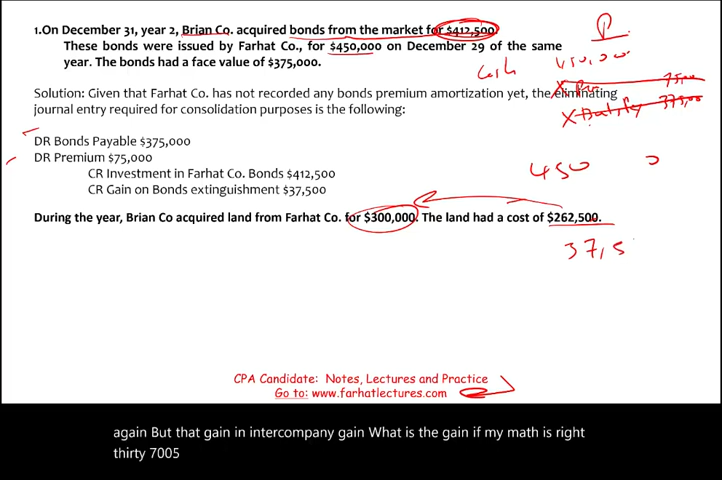 1.On December 31, year 2, Brian Co. acquired bonds from the market for $412,500.
These bonds were issued by Farhat Co., for $450,000 on December 29 of the same
year. The bonds had a face value of $375,000.
P
Cash 450,000
Solution: Given that Farhat Co. has not recorded any bonds premium amortization yet, the eliminating
journal entry required for consolidation purposes is the following:
DR Bonds Payable $375,000
DR Premium $75,000
CR Investment in Farhat Co. Bonds $412,500
CR Gain on Bonds extinguishment $37,500
450
During the year, Brian Co acquired land from Farhat Co. for $300,000. The land had a cost of $262,500.
37,5
CPA Candidate: Notes, Lectures and Practice
Go to: www.farhatlectures.com
again But that gain in intercompany gain What is the gain if my math is right
thirty 7005